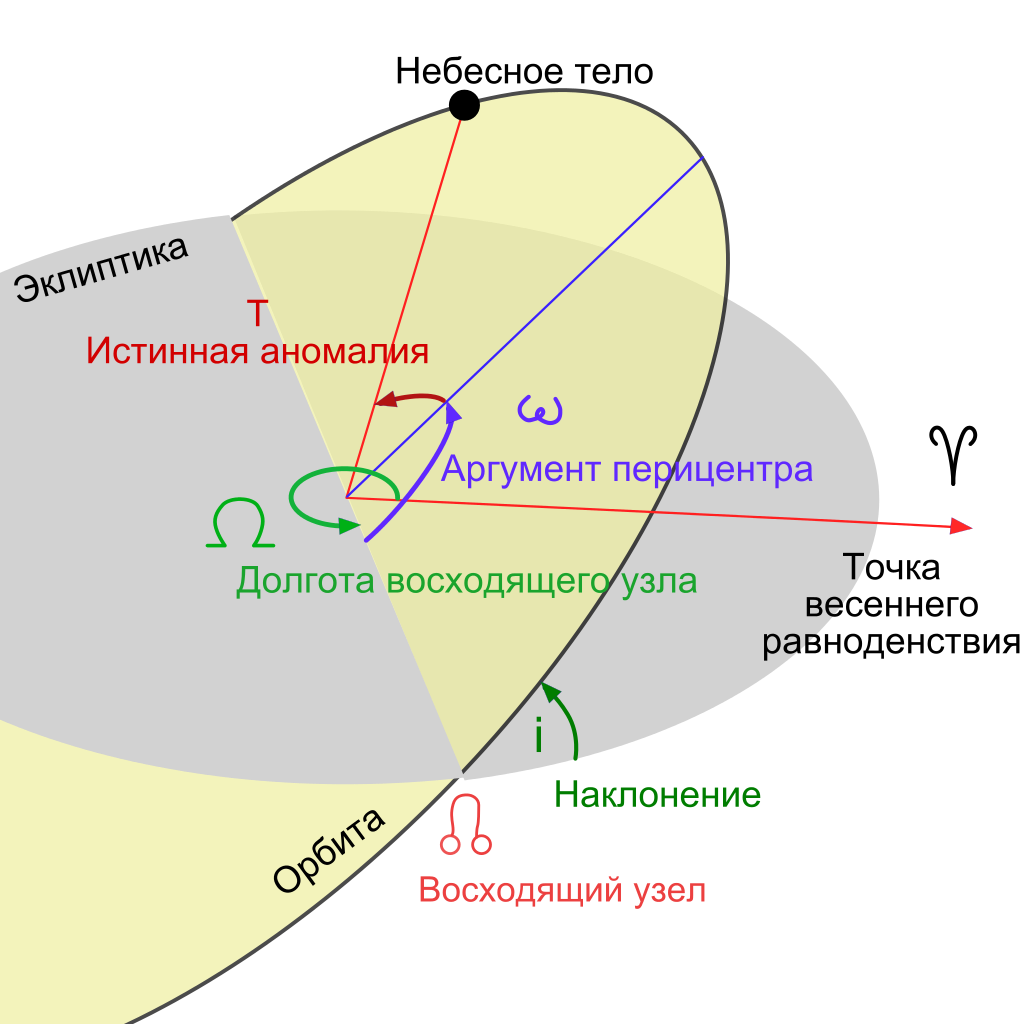 Небесное тело
Эклиптика
Т
Истинная аномалия
ω
Аргумент перицентра
♈
Ω
Долгота восходящего узла
Точка
весеннего
равноденствия
i
Наклонение
☊
Орбита
Восходящий узел